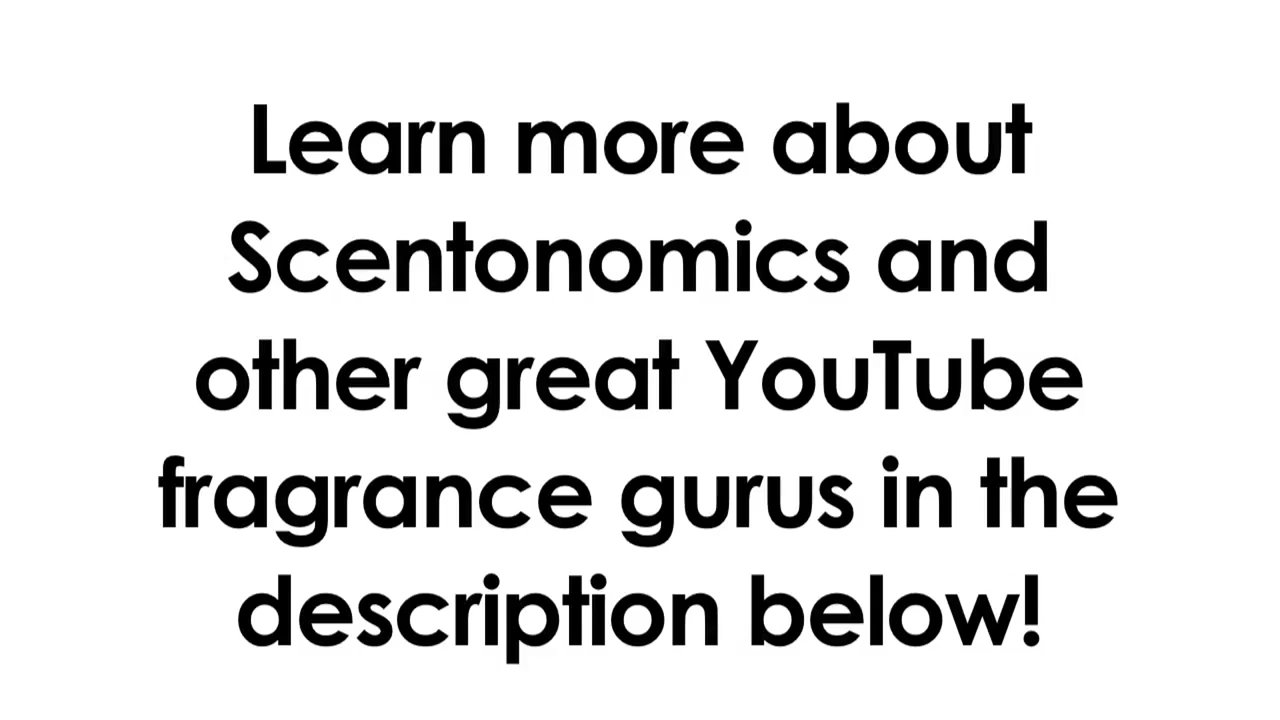 Learn more about
Scentonomics and
other great YouTube
fragrance gurus in the
description below!